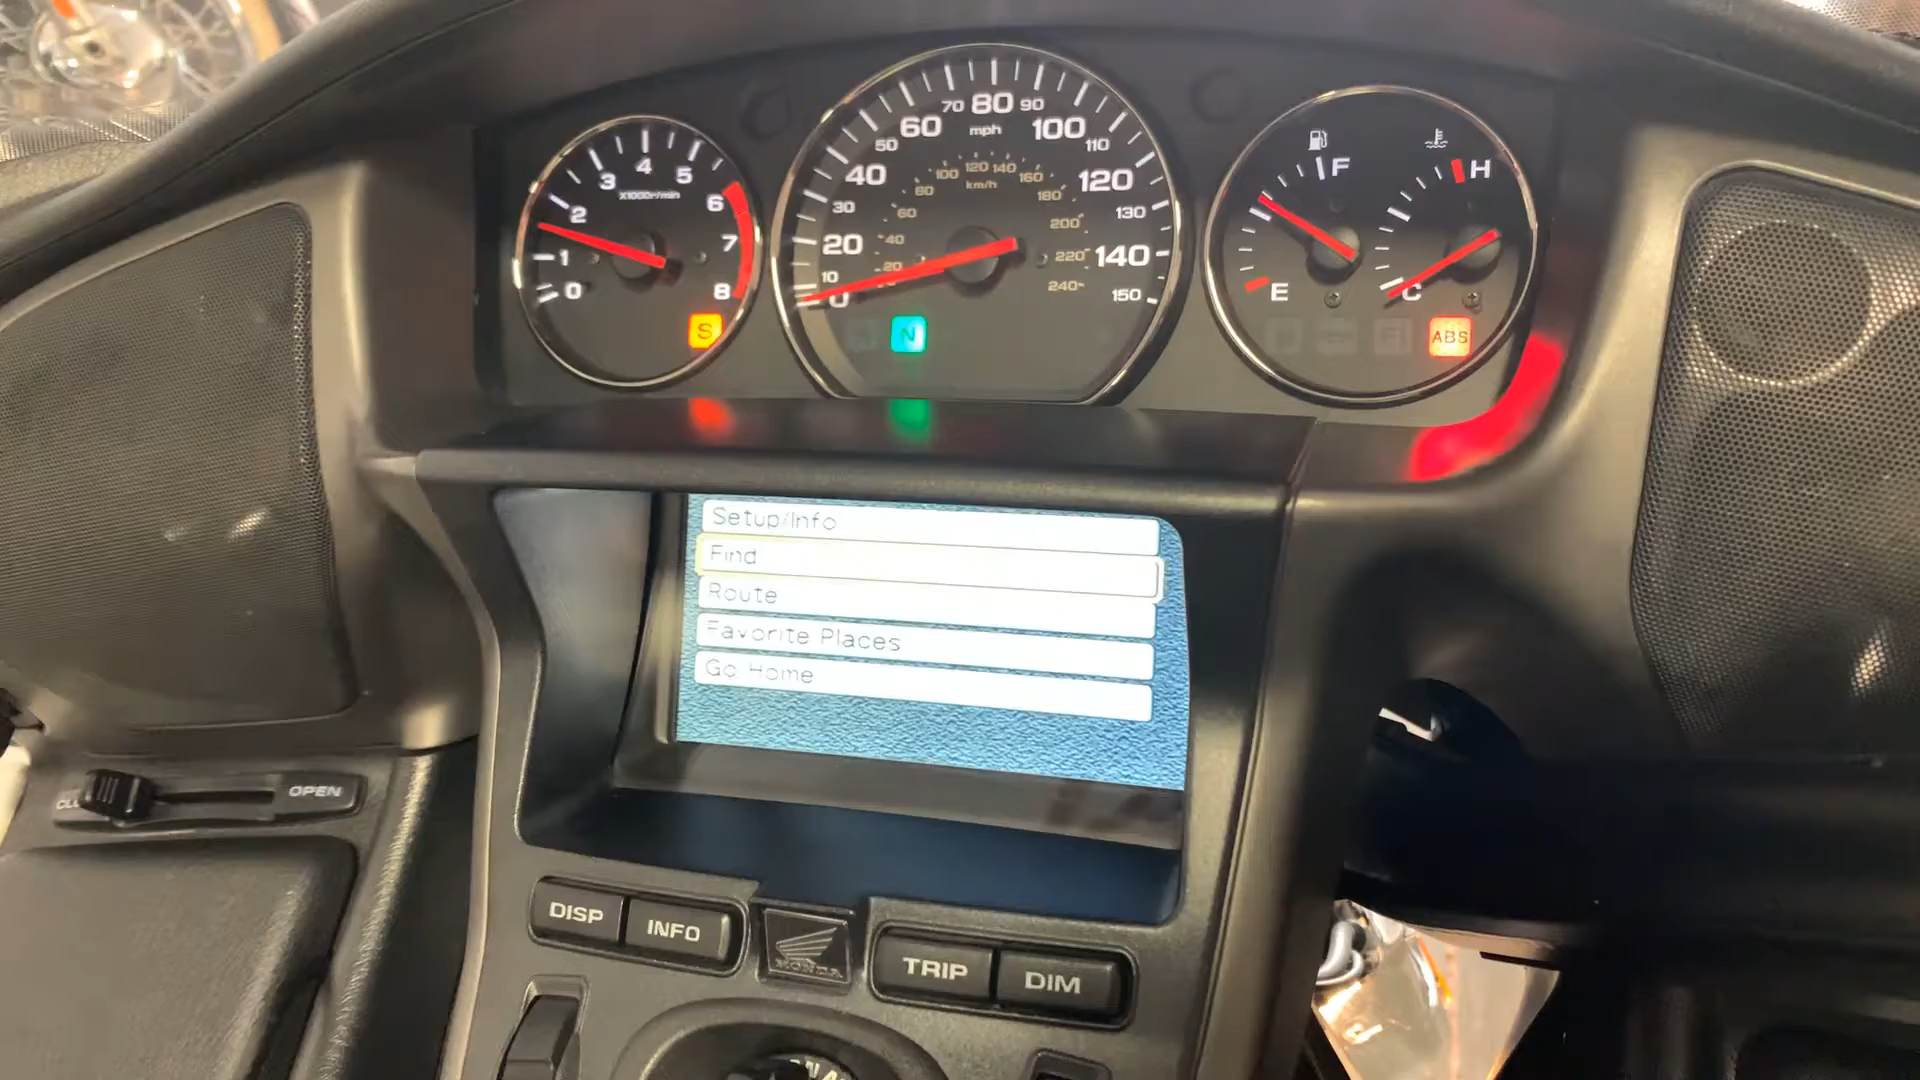 0
1
2
3
4
5
6
7
8
X1000r/min
S
0
10
20
30
40
50
60
70
80
90
100
110
120
130
140
150
mph
20
40
60
80
100
120
140
160
180
200
220
240
km/h
N
F
E
H
C
ABS
Setup/Info
Find
Route
Favorite Places
Go Home
OPEN
DISP
INFO
HONDA
TRIP
DIM